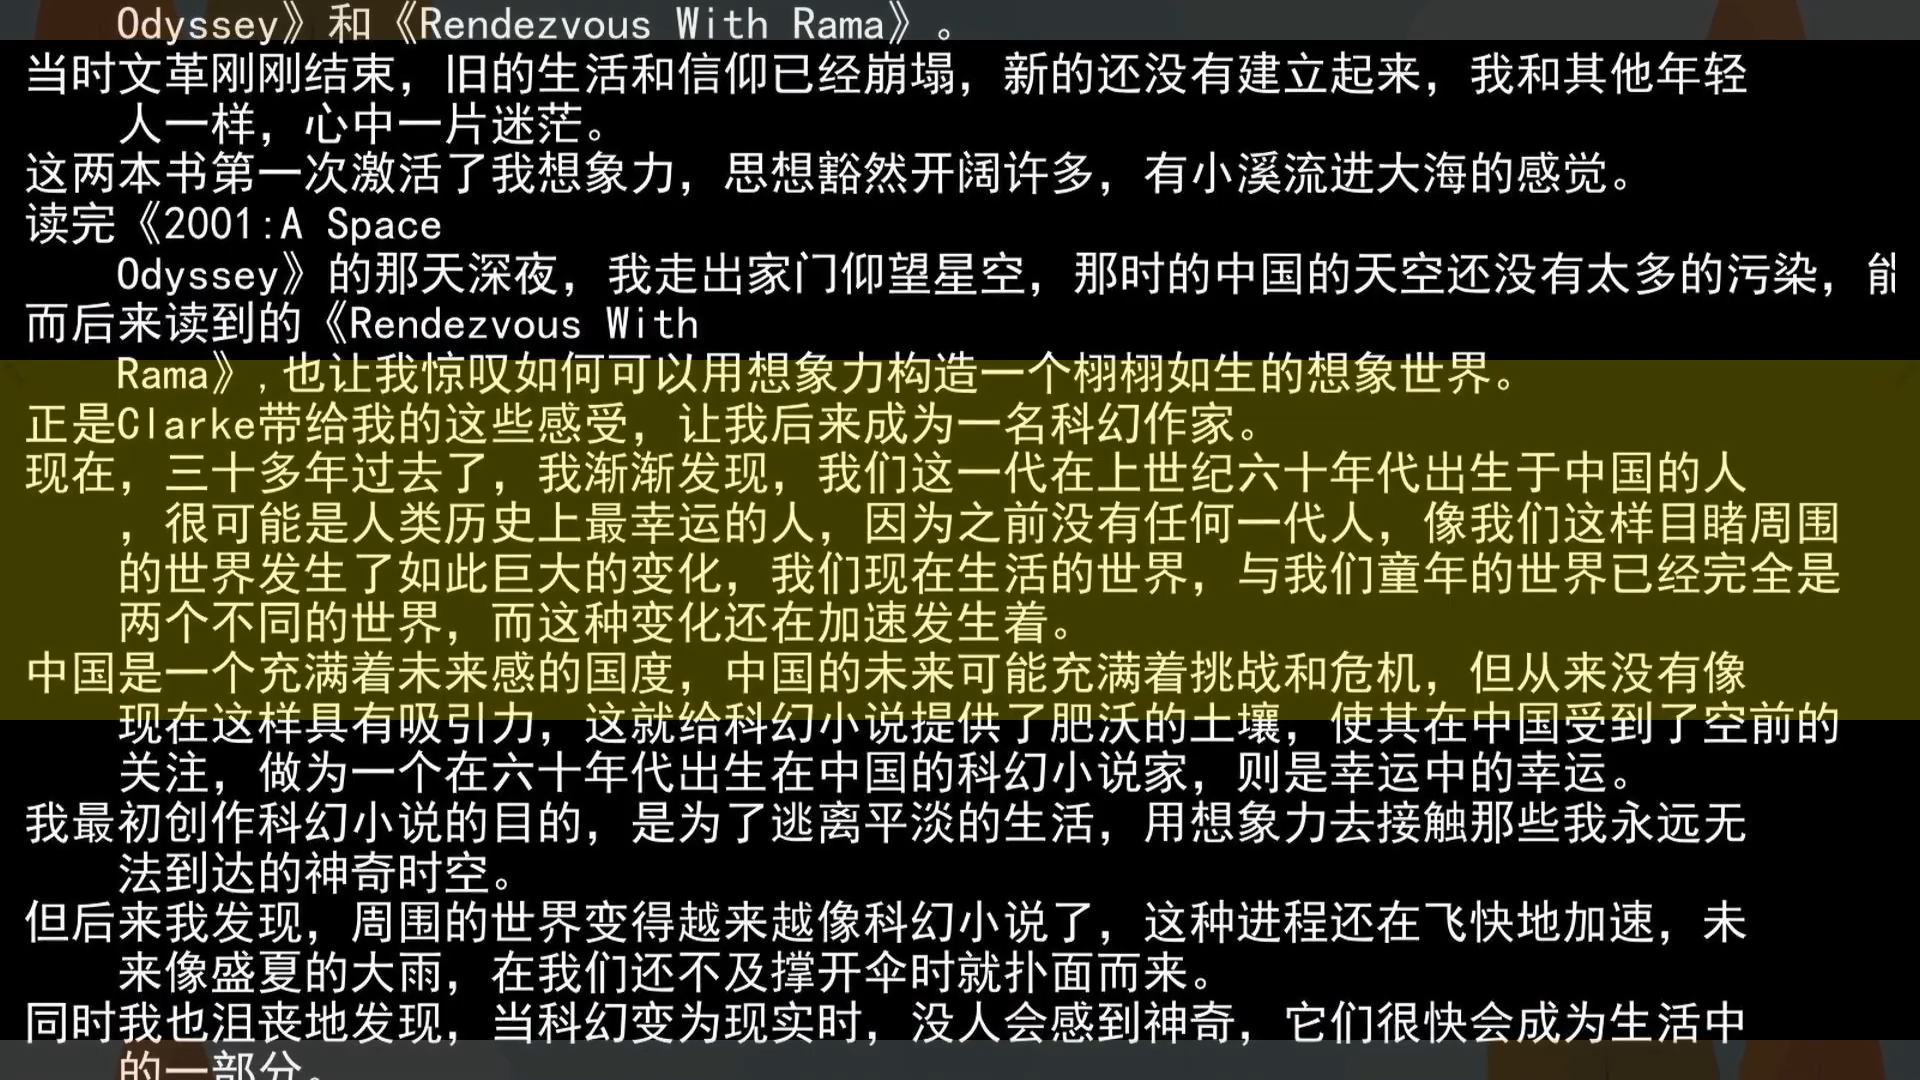 Odyssey》和《Rendezvous With Rama》。
当时文革刚刚结束，旧的生活和信仰已经崩塌，新的还没有建立起来，我和其他年轻
人一样，心中一片迷茫。
这两本书第一次激活了我想象力，思想豁然开阔许多，有小溪流进大海的感觉。
读完《2001:A Space
Odyssey》的那天深夜，我走出家门仰望星空，那时的中国的天空还没有太多的污染，能
而后来读到的《Rendezvous With
Rama》,也让我惊叹如何可以用想象力构造一个栩栩如生的想象世界。
正是Clarke带给我的这些感受，让我后来成为一名科幻作家。
现在，三十多年过去了，我渐渐发现，我们这一代在上世纪六十年代出生于中国的人
，很可能是人类历史上最幸运的人，因为之前没有任何一代人，像我们这样目睹周围
的世界发生了如此巨大的变化，我们现在生活的世界，与我们童年的世界已经完全是
两个不同的世界，而这种变化还在加速发生着。
中国是一个充满着未来感的国度，中国的未来可能充满着挑战和危机，但从来没有像
现在这样具有吸引力，这就给科幻小说提供了肥沃的土壤，使其在中国受到了空前的
关注，做为一个在六十年代出生在中国的科幻小说家，则是幸运中的幸运。
我最初创作科幻小说的目的，是为了逃离平淡的生活，用想象力去接触那些我永远无
法到达的神奇时空。
但后来我发现，周围的世界变得越来越像科幻小说了，这种进程还在飞快地加速，未
来像盛夏的大雨，在我们还不及撑开伞时就扑面而来。
同时我也沮丧地发现，当科幻变为现实时，没人会感到神奇，它们很快会成为生活中
的一部分。